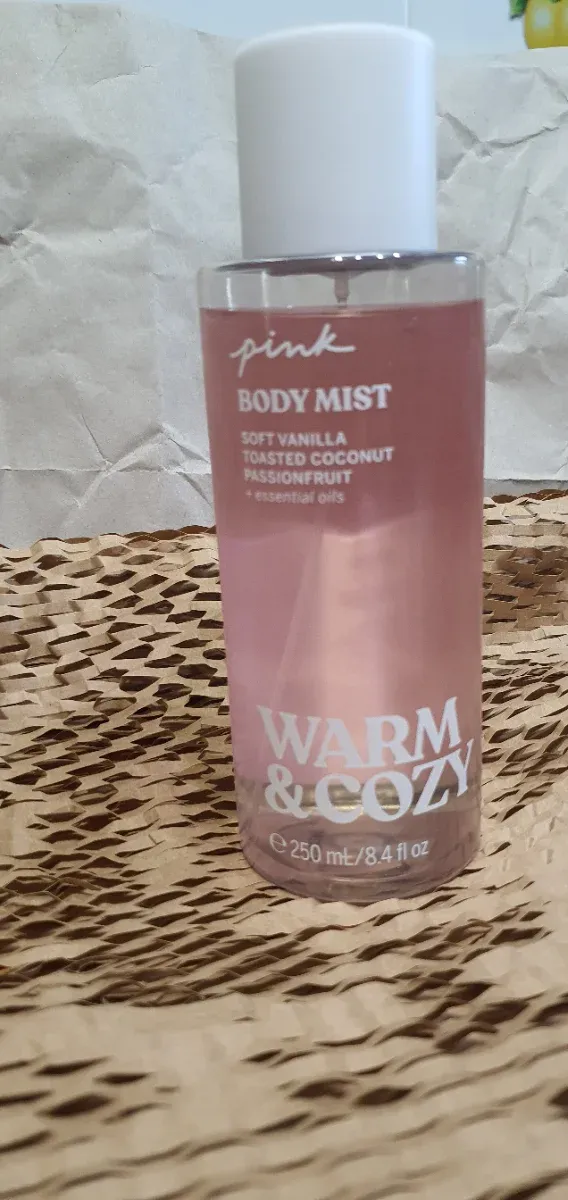 pink
BODY MIST
SOFT VANILLA
TOASTED COCONUT
PASSIONFRUIT
+ essential oils
WARM
& COZY
℮ 250 mL/8.4 fl oz